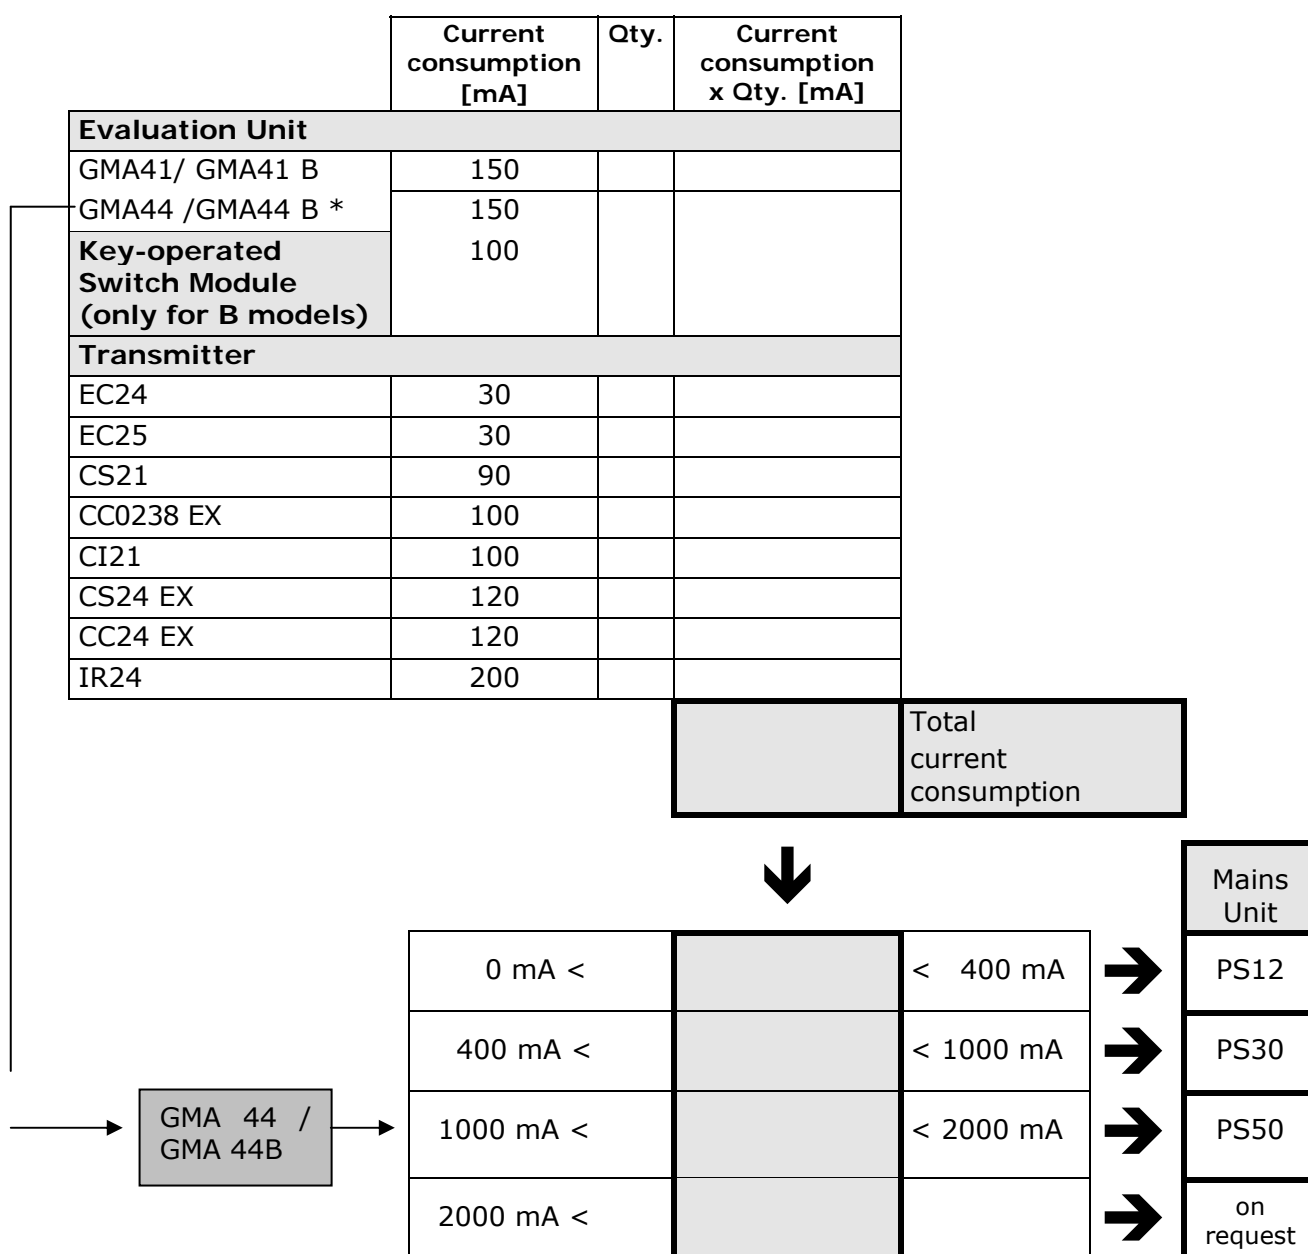 Current consumption [mA] Qty. Current consumption x Qty. [mA]
Evaluation Unit
GMA41/ GMA41 B 150
GMA44 /GMA44 B * 150
Key-operated Switch Module (only for B models) 100
Transmitter
EC24 30
EC25 30
CS21 90
CC0238 EX 100
CI21 100
CS24 EX 120
CC24 EX 120
IR24 200
Total
current
consumption
Mains
Unit
0 mA < < 400 mA PS12
400 mA < < 1000 mA PS30
GMA 44 /
GMA 44B
1000 mA < < 2000 mA PS50
2000 mA < on request